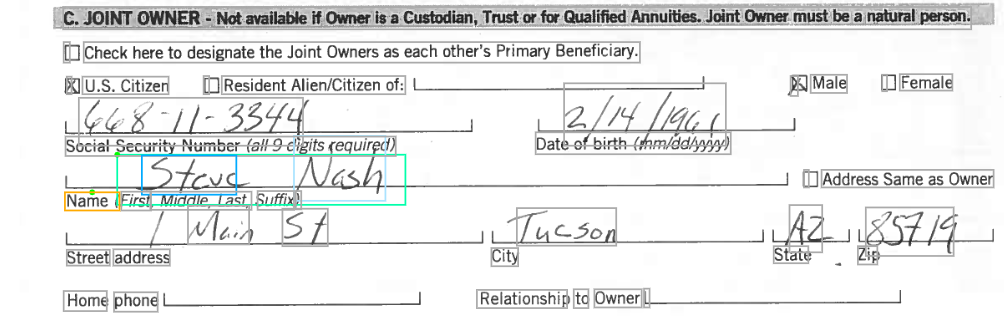 C. JOINT OWNER - Not available if Owner is a Custodian, Trust or for Qualified Annuities. Joint Owner must be a natural person.
Check here to designate the Joint Owners as each other's Primary Beneficiary.
U.S. Citizen Resident Alien/Citizen of: Male Female
668-11-3344 2/14/1961
Social Security Number (all 9 digits required) Date of birth (mm/dd/yyyy)
Steve Nash Address Same as Owner
Name (First, Middle, Last, Suffix)
1 Main St Tucson AZ 85719
Street address City State Zip
Home phone Relationship to Owner